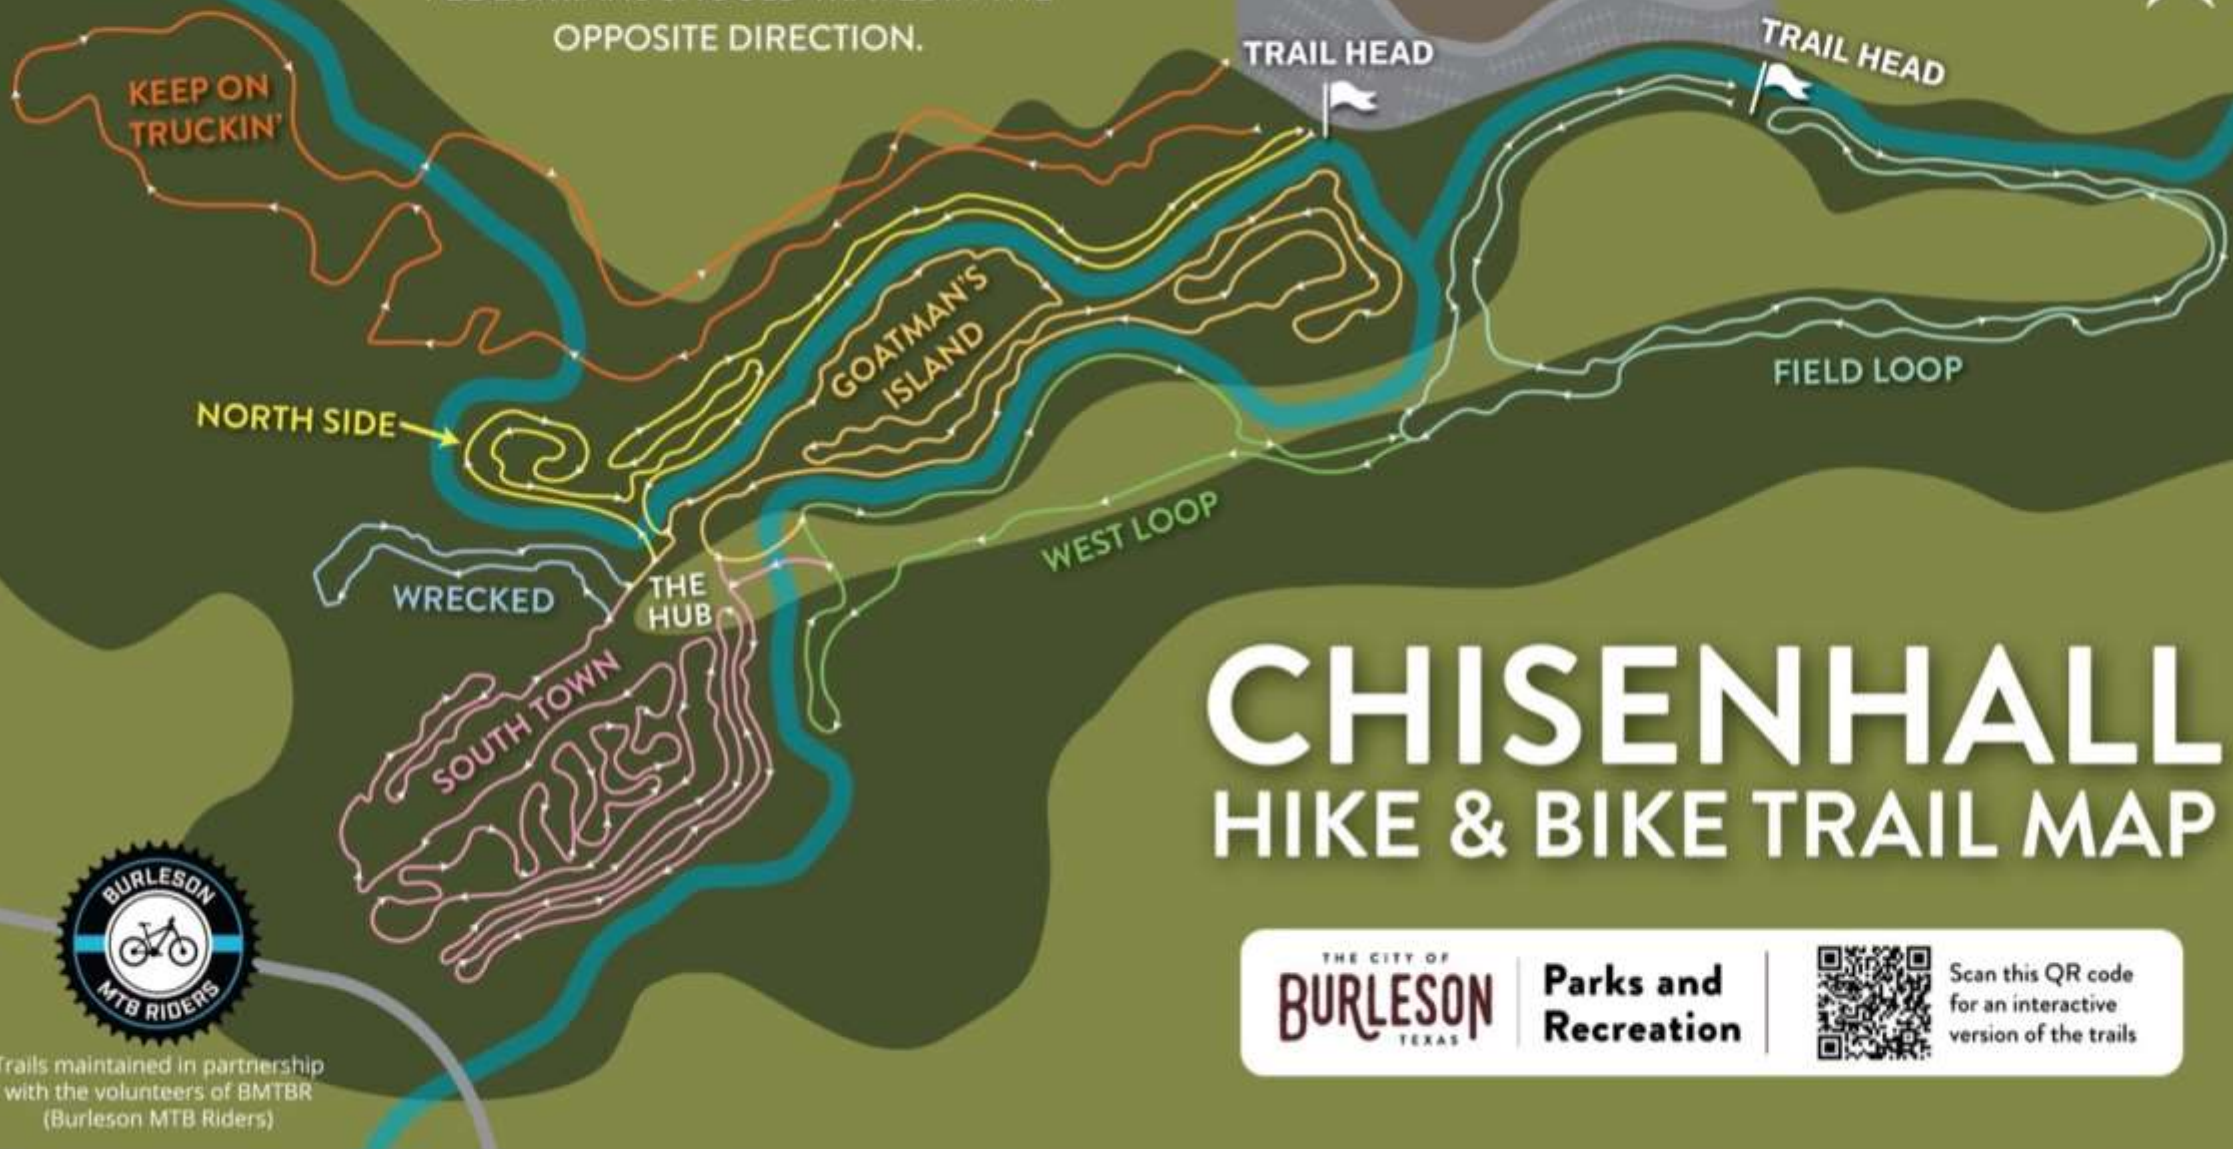 OPPOSITE DIRECTION.
TRAIL HEAD
TRAIL HEAD
KEEP ON
TRUCKIN'
GOATMAN'S
ISLAND
FIELD LOOP
NORTH SIDE
WEST LOOP
WRECKED
THE
HUB
SOUTH TOWN
CHISENHALL
HIKE & BIKE TRAIL MAP
BURLESON
MTB RIDERS
Trails maintained in partnership
with the volunteers of BMTBR
(Burleson MTB Riders)
THE CITY OF
BURLESON
TEXAS
Parks and
Recreation
Scan this QR code
for an interactive
version of the trails